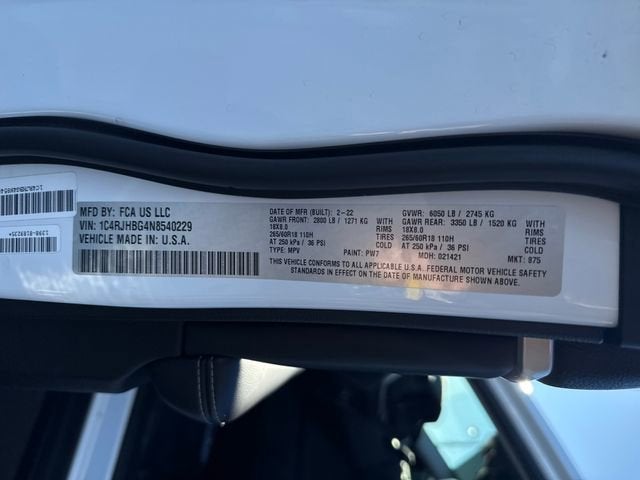 MFD BY: FCA US LLC
VIN: 1C4RJHBG4N8540229
VEHICLE MADE IN U.S.A.
DATE OF MFR (BUILT): 2-22 GVWR: 6050 LB / 2745 KG
GAWR FRONT: 2800 LB / 1271 KG WITH GAWR REAR: 3350 LB / 1520 KG WITH
18X8.0 RIMS 18X8.0 RIMS
265/60R18 110H TIRES 265/60R18 110H TIRES
AT 250 kPa / 36 PSI COLD AT 250 kPa / 36 PSI COLD
TYPE: MPV PAINT: PW7 MDH: 021421 MKT: 875
THIS VEHICLE CONFORMS TO ALL APPLICABLE U.S.A. FEDERAL MOTOR VEHICLE SAFETY
STANDARDS IN EFFECT ON THE DATE OF MANUFACTURE SHOWN ABOVE.